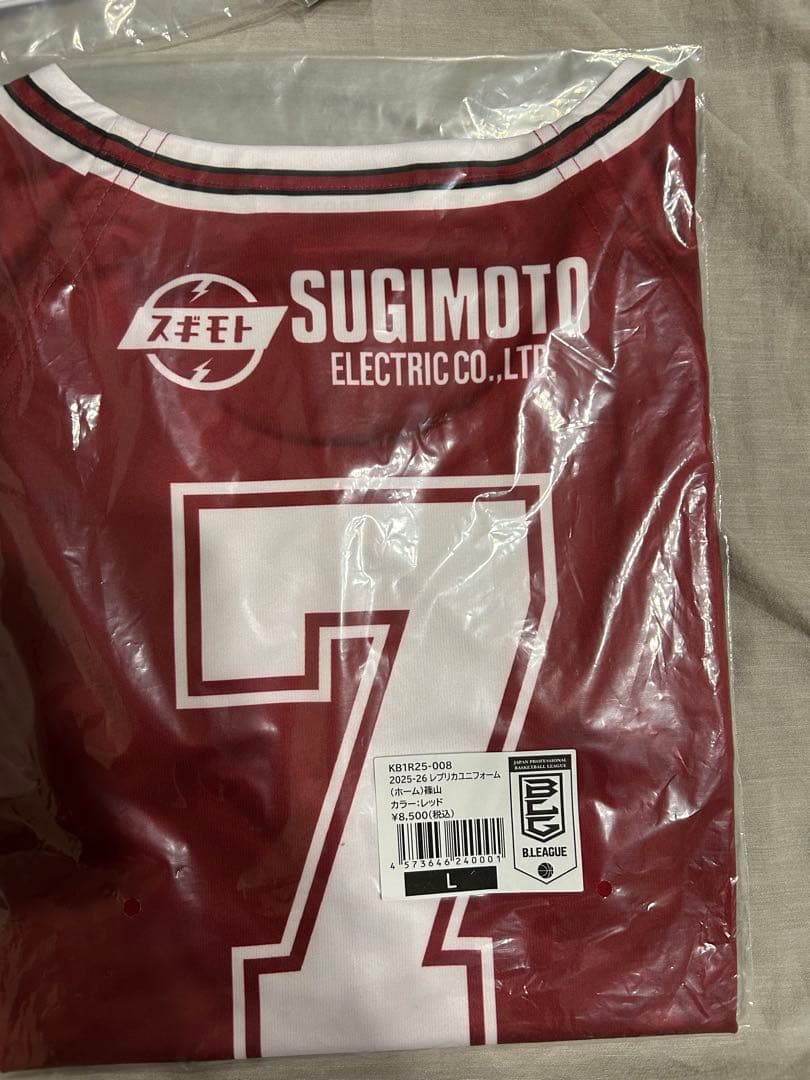 スギモト
SUGIMOTO
ELECTRIC CO.,LTD.
7
KB1R25-008
2025-26 レプリカユニフォーム
(ホーム)篠山
カラー:レッド
¥8,500(税込)
4 573646 240001
L
JAPAN PROFESSIONAL
BASKETBALL LEAGUE
B.LEAGUE